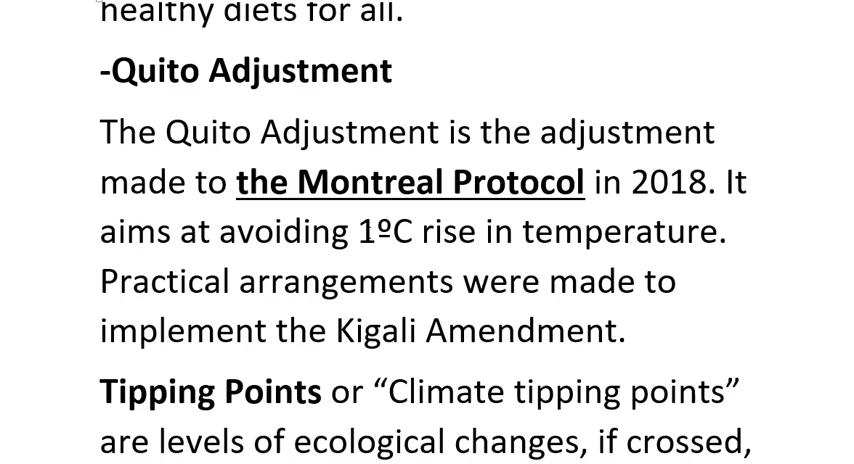 healthy diets for all.
-Quito Adjustment
The Quito Adjustment is the adjustment
made to the Montreal Protocol in 2018. It
aims at avoiding 1ºC rise in temperature.
Practical arrangements were made to
implement the Kigali Amendment.
Tipping Points or “Climate tipping points”
are levels of ecological changes, if crossed,